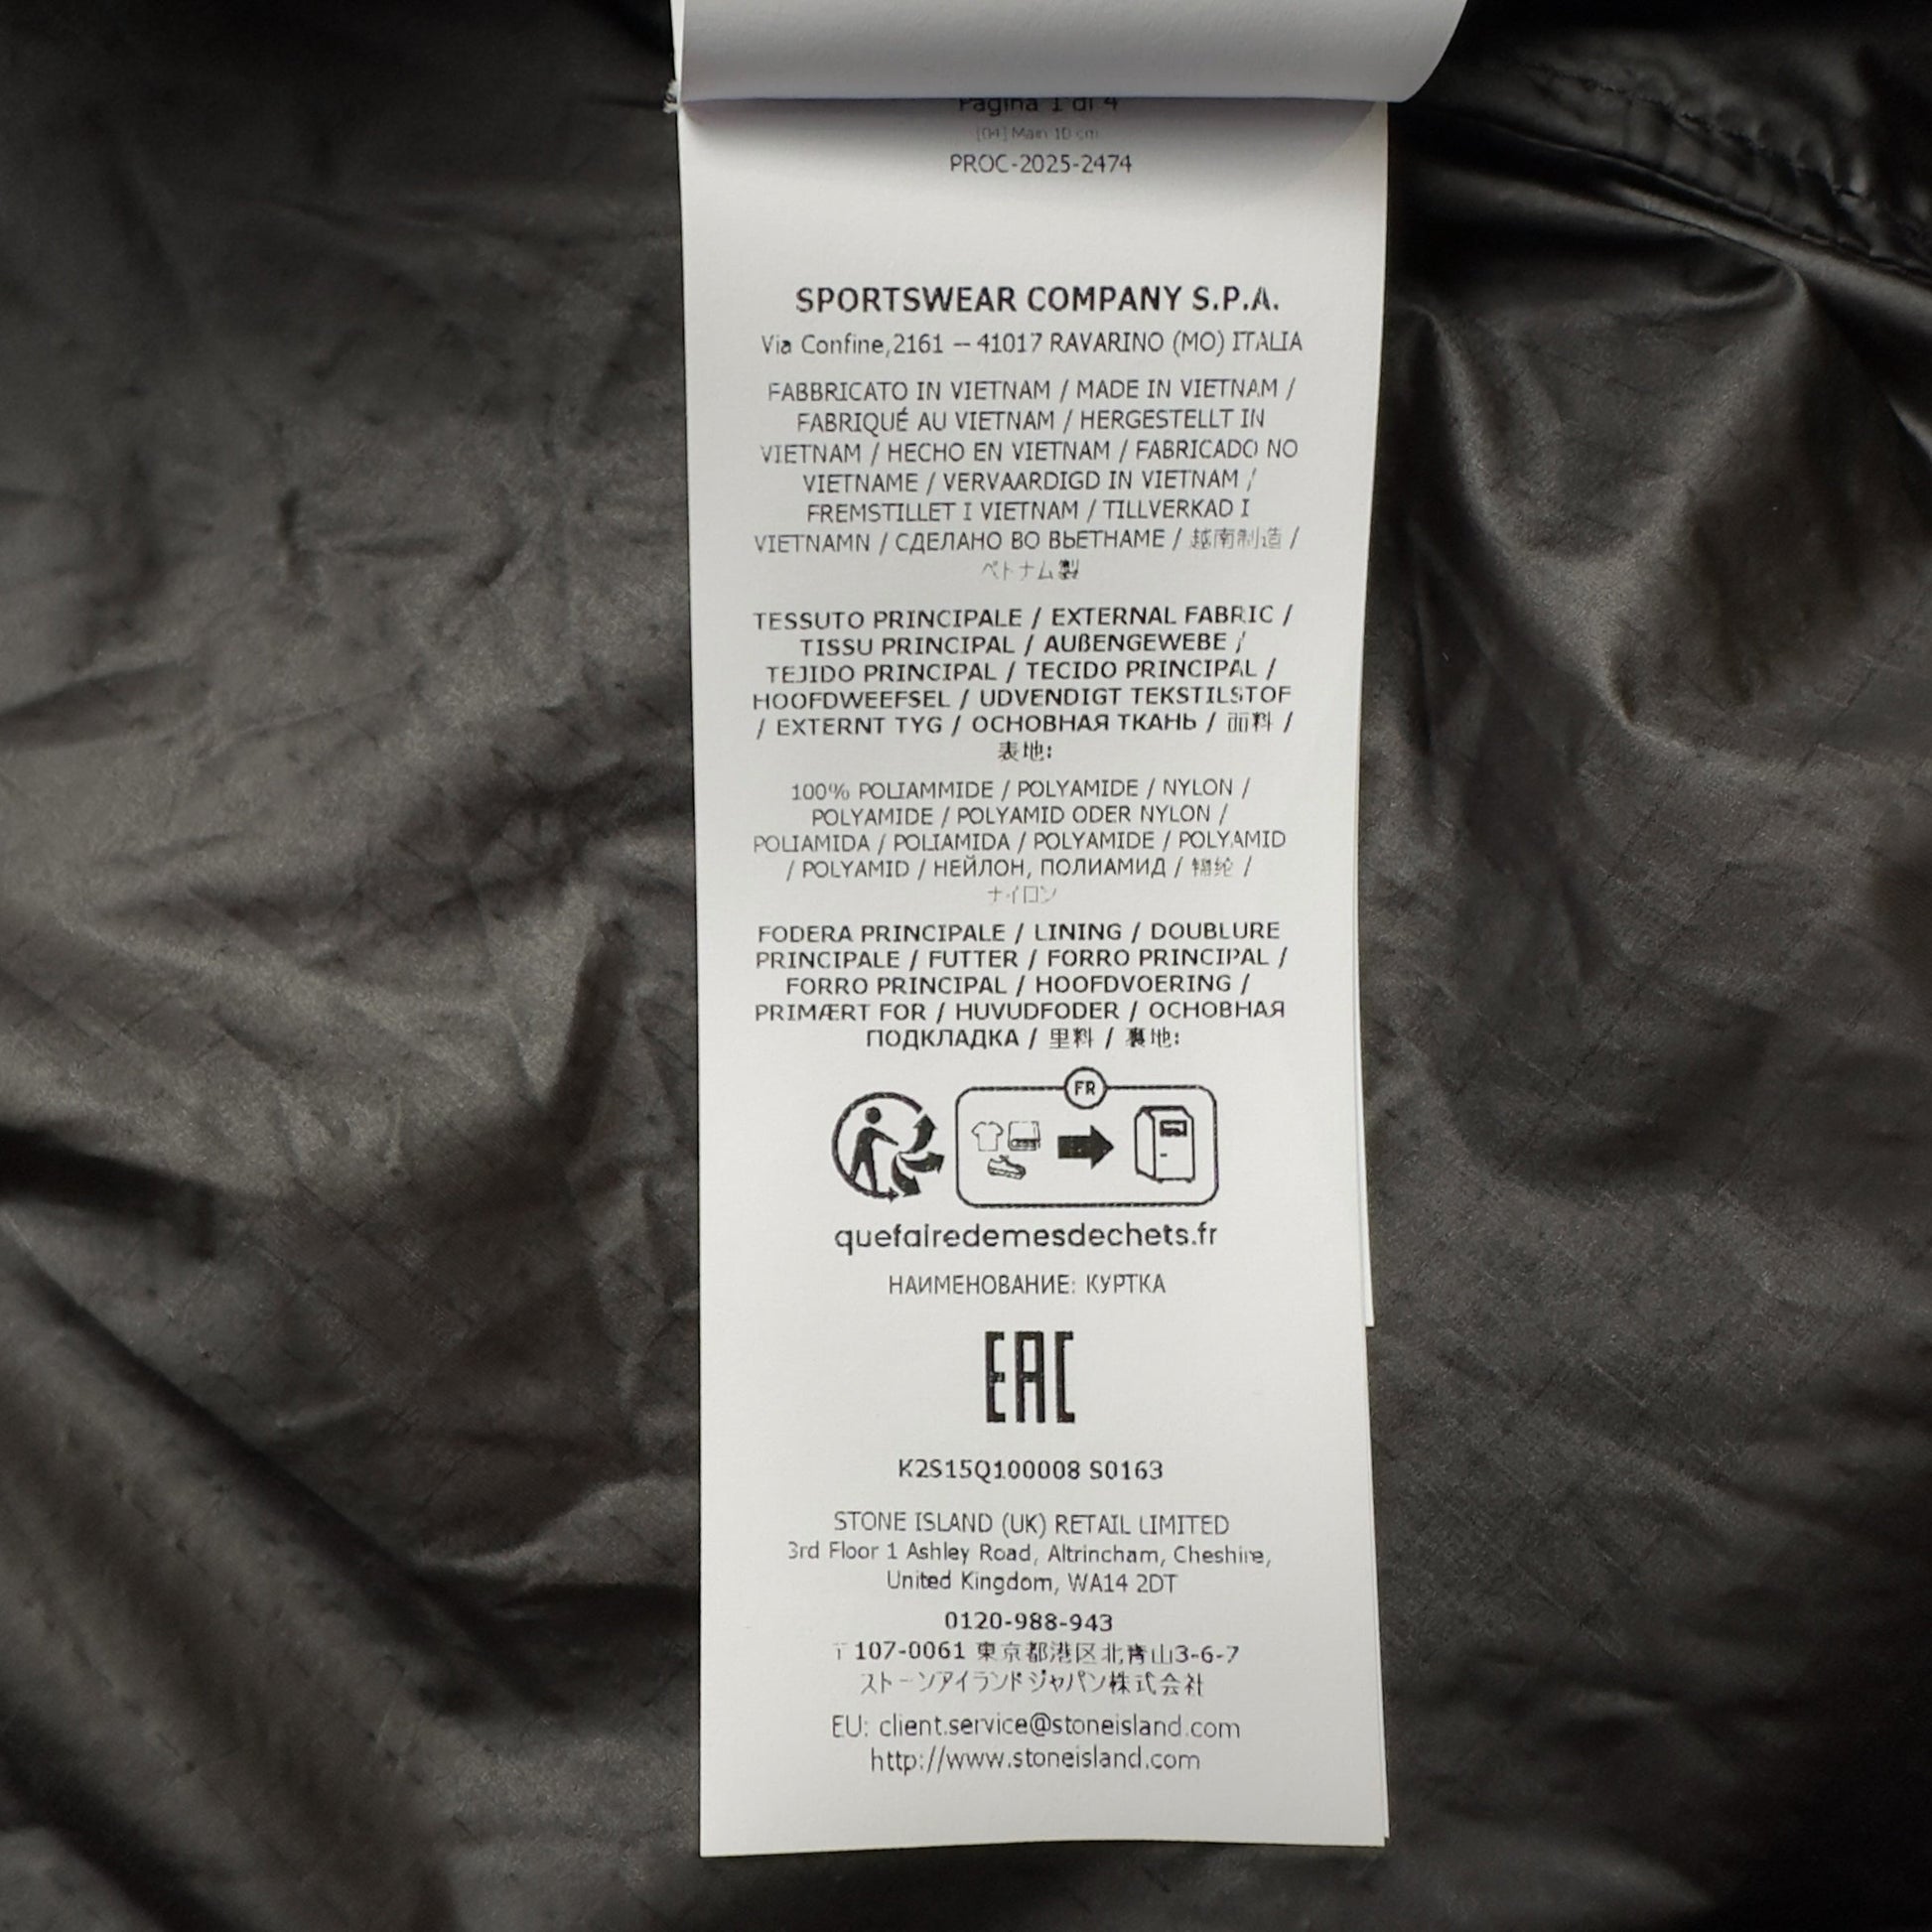 Pagina 1 di 4
[04] Main 10 cm
PROC-2025-2474
SPORTSWEAR COMPANY S.P.A.
Via Confine,2161 – 41017 RAVARINO (MO) ITALIA
FABBRICATO IN VIETNAM / MADE IN VIETNAM /
FABRIQUÉ AU VIETNAM / HERGESTELLT IN
VIETNAM / HECHO EN VIETNAM / FABRICADO NO
VIETNAME / VERVAARDIGD IN VIETNAM /
FREMSTILLET I VIETNAM / TILLVERKAD I
VIETNAMN / СДЕЛАНО ВО ВЬЕТНАМЕ / 越南制造 /
ベトナム製
TESSUTO PRINCIPALE / EXTERNAL FABRIC /
TISSU PRINCIPAL / AUßENGEWEBE /
TEJIDO PRINCIPAL / TECIDO PRINCIPAL /
HOOFDWEEFSEL / UDVENDIGT TEKSTILSTOF
/ EXTERNT TYG / ОСНОВНАЯ ТКАНЬ / 面料 /
表地:
100% POLIAMMIDE / POLYAMIDE / NYLON /
POLYAMIDE / POLYAMID ODER NYLON /
POLIAMIDA / POLIAMIDA / POLYAMIDE / POLYAMID
/ POLYAMID / НЕЙЛОН, ПОЛИАМИД / 锦纶 /
ナイロン
FODERA PRINCIPALE / LINING / DOUBLURE
PRINCIPALE / FUTTER / FORRO PRINCIPAL /
FORRO PRINCIPAL / HOOFDVOERING /
PRIMÆRT FOR / HUVUDFODER / ОСНОВНАЯ
ПОДКЛАДКА / 里料 / 裏地:
FR
quefairedemesdechets.fr
НАИМЕНОВАНИЕ: КУРТКА
EAC
K2S15Q100008 S0163
STONE ISLAND (UK) RETAIL LIMITED
3rd Floor 1 Ashley Road, Altrincham, Cheshire,
United Kingdom, WA14 2DT
0120-988-943
〒107-0061 東京都港区北青山3-6-7
ストーンアイランドジャパン株式会社
EU: client.service@stoneisland.com
http://www.stoneisland.com